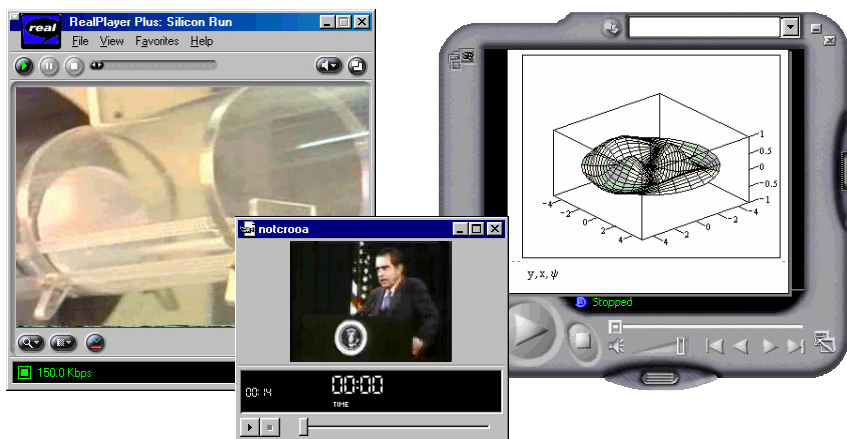 real
RealPlayer Plus: Silicon Run
File View Favorites Help
150.0 Kbps
notcrooa
00:14
00:00
TIME
1
0.5
0
-0.5
-1
-4
-2
0
2
4
4
2
0
-2
-4
y,x,ψ
Stopped